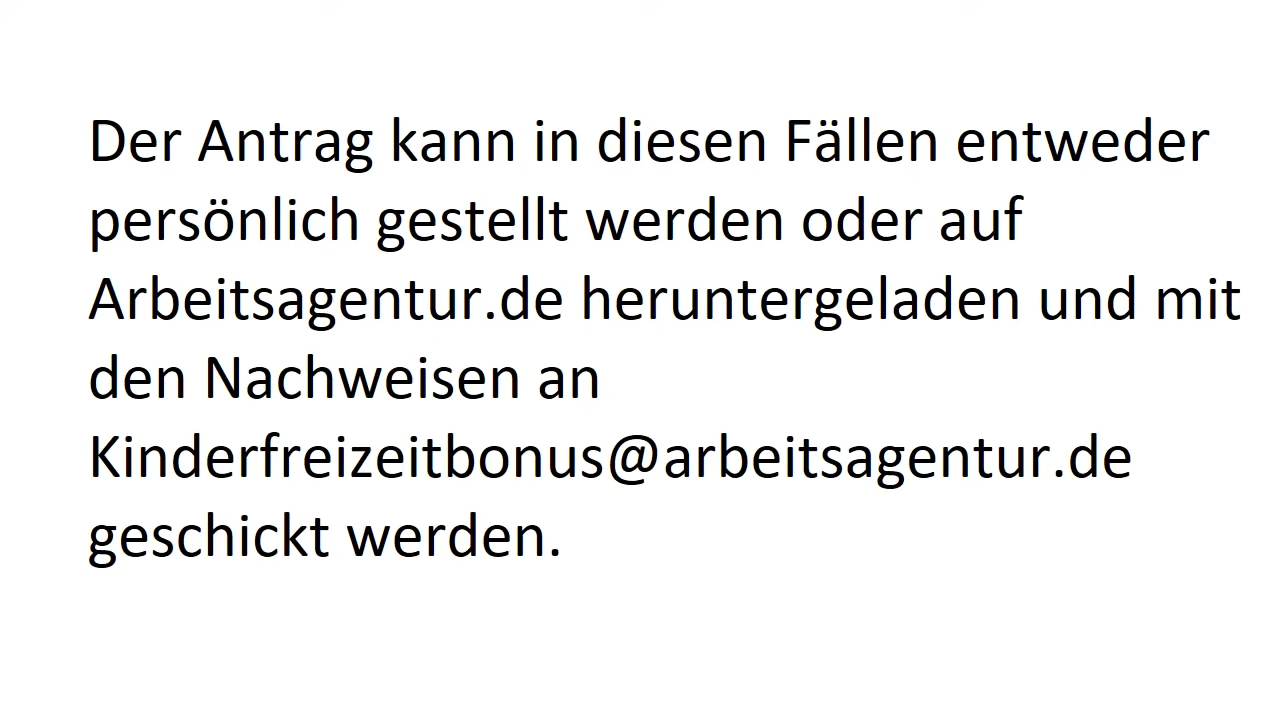 Der Antrag kann in diesen Fällen entweder
persönlich gestellt werden oder auf
Arbeitsagentur.de heruntergeladen und mit
den Nachweisen an
Kinderfreizeitbonus@arbeitsagentur.de
geschickt werden.